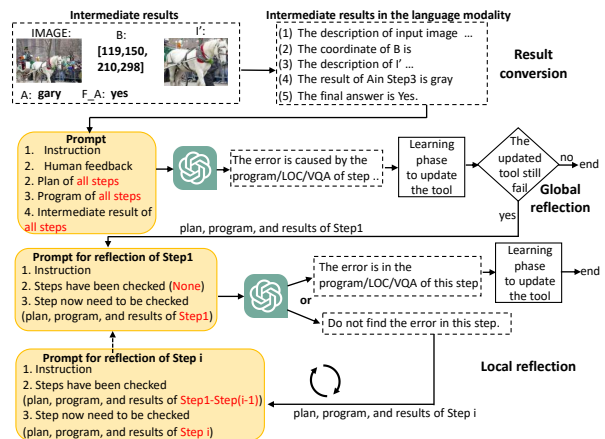 Intermediate results
IMAGE:
B:
I':
[119,150,
210,298]
A: gary
F_A: yes
Intermediate results in the language modality
(1) The description of input image ...
(2) The coordinate of B is
(3) The description of I' ...
(4) The result of Ain Step3 is gray
(5) The final answer is Yes.
Result
conversion
Prompt
1. Instruction
2. Human feedback
2. Plan of all steps
3. Program of all steps
4. Intermediate result of
all steps
The error is caused by the
program/LOC/VQA of step ..
Learning
phase
to update
the tool
The
updated
tool still
fail
no
end
Global
reflection
yes
plan, program, and results of Step1
Prompt for reflection of Step1
1. Instruction
2. Steps have been checked (None)
3. Step now need to be checked
(plan, program, and results of Step1)
The error is in the
program/LOC/VQA of this step
or
Do not find the error in this step.
Learning
phase
to update
the tool
end
Prompt for reflection of Step i
1. Instruction
2. Steps have been checked
(plan, program, and results of Step1-Step(i-1))
3. Step now need to be checked
(plan, program, and results of Step i)
plan, program, and results of Step i
Local reflection